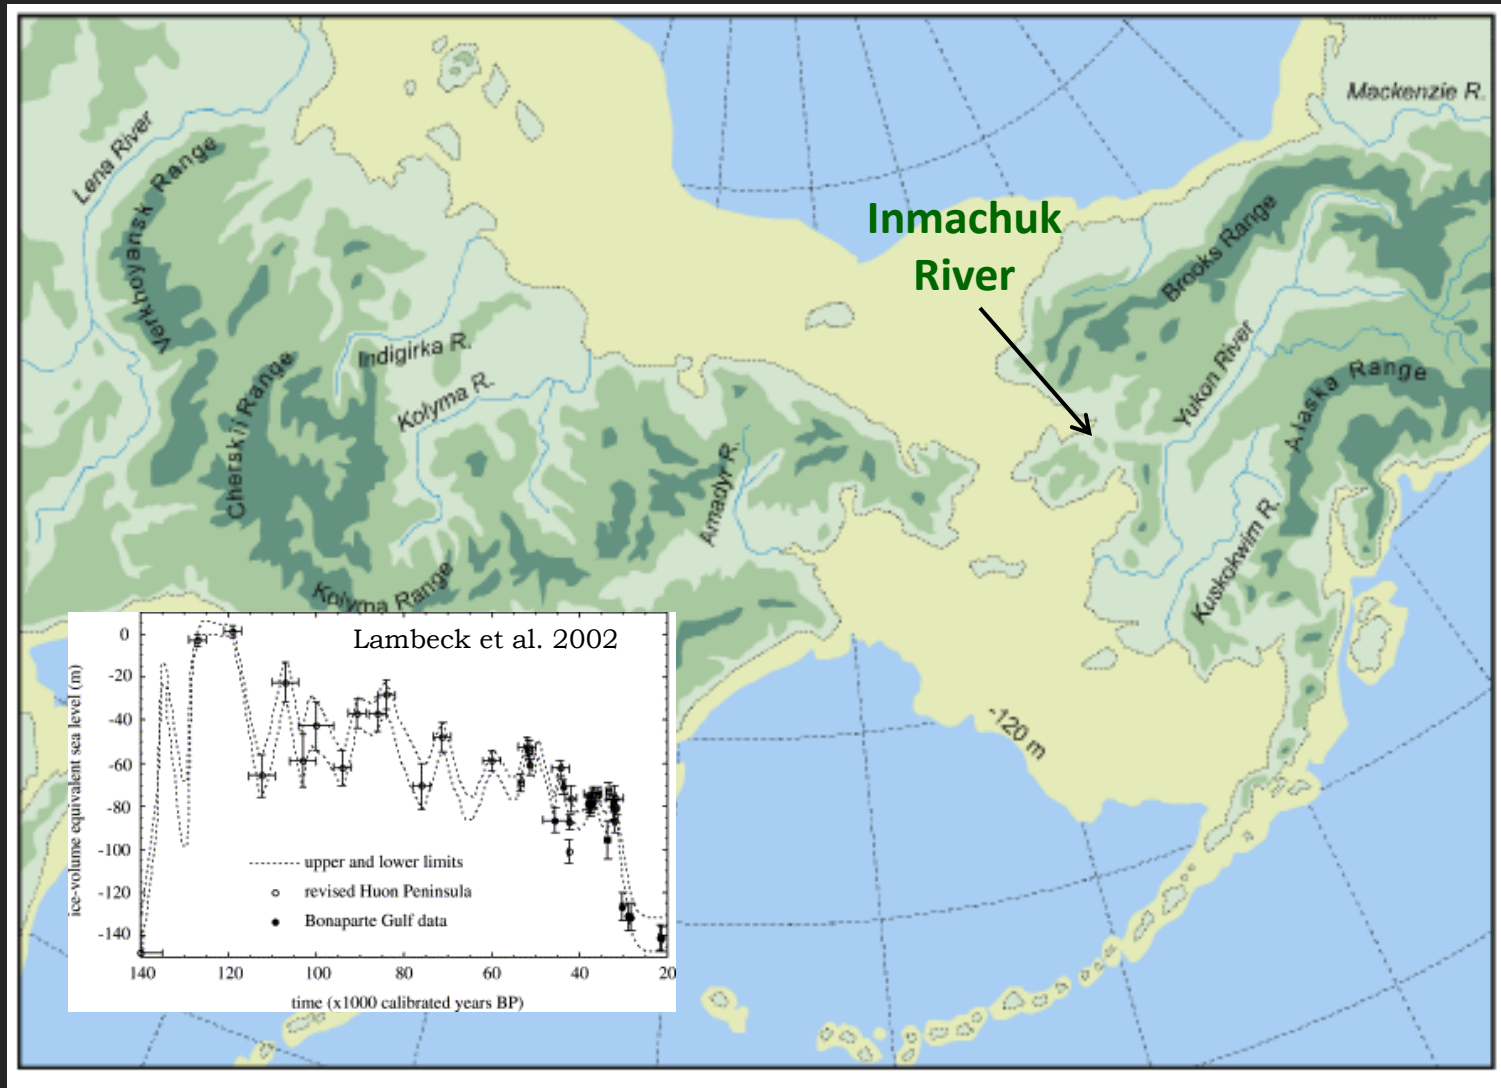 Mackenzie R.
Lena River
Verkhoyansk Range
Inmachuk
River
Brooks Range
Indigirka R.
Cherskij Range
Kolyma R.
Yukon River
Alaska Range
Amadyr R.
Kuskokwim R.
Kolyma Range
-120 m
Lambeck et al. 2002
ice-volume equivalent sea level (m)
0
-20
-40
-60
-80
-100
-120
-140
upper and lower limits
revised Huon Peninsula
Bonaparte Gulf data
140 120 100 80 60 40 20
time (x1000 calibrated years BP)